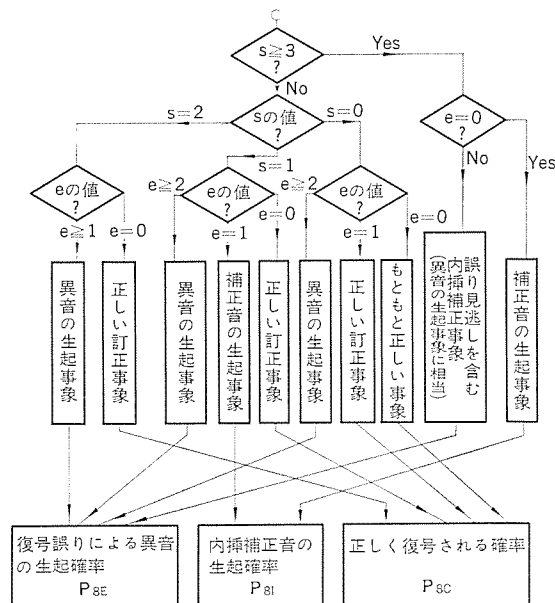 C
s≧3
?
Yes
No
s=2
sの値
?
s=0
e=0
?
s=1
No
Yes
eの値
?
e≧2
eの値
?
e≧2
eの値
?
e≧1
e=0
e=1
e=0
e=1
e=0
異音の生起事象
正しい訂正事象
異音の生起事象
補正音の生起事象
正しい訂正事象
異音の生起事象
正しい訂正事象
もともと正しい事象
誤り見逃しを含む
内挿補正事象
(異音の生起事象に相当)
補正音の生起事象
復号誤りによる異音
の生起確率
P8E
内挿補正音の
生起確率
P8I
正しく復号される確率
P8C